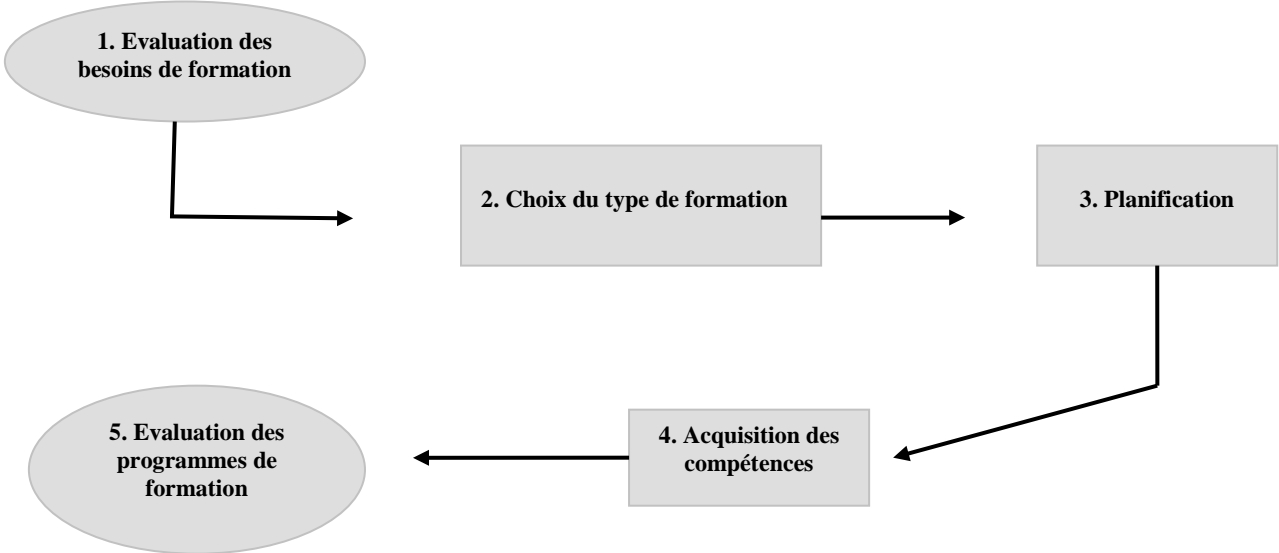 1. Evaluation des
besoins de formation
2. Choix du type de formation
3. Planification
4. Acquisition des
compétences
5. Evaluation des
programmes de
formation